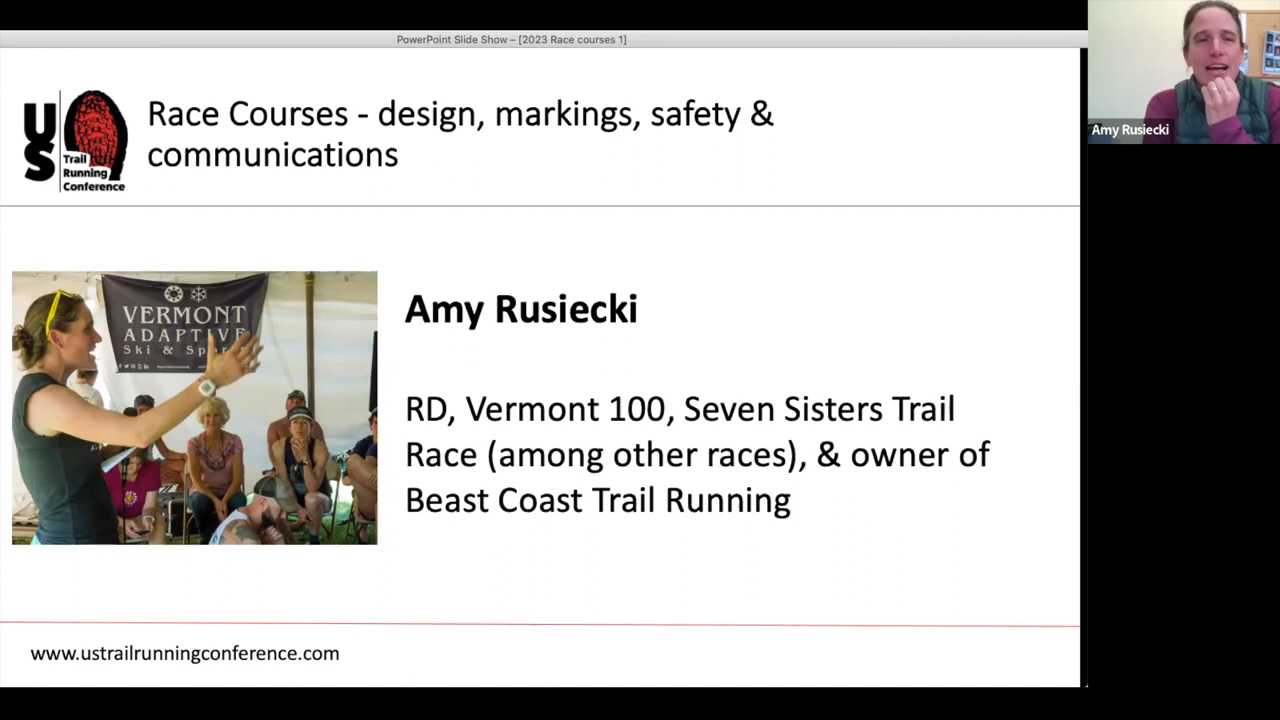 PowerPoint Slide Show – [2023 Race courses 1]
Amy Rusiecki
US
Trail
Running
Conference
Race Courses - design, markings, safety &
communications
VERMONT
ADAPTIVE
Ski & Sports
Amy Rusiecki
RD, Vermont 100, Seven Sisters Trail
Race (among other races), & owner of
Beast Coast Trail Running
www.ustrailrunningconference.com